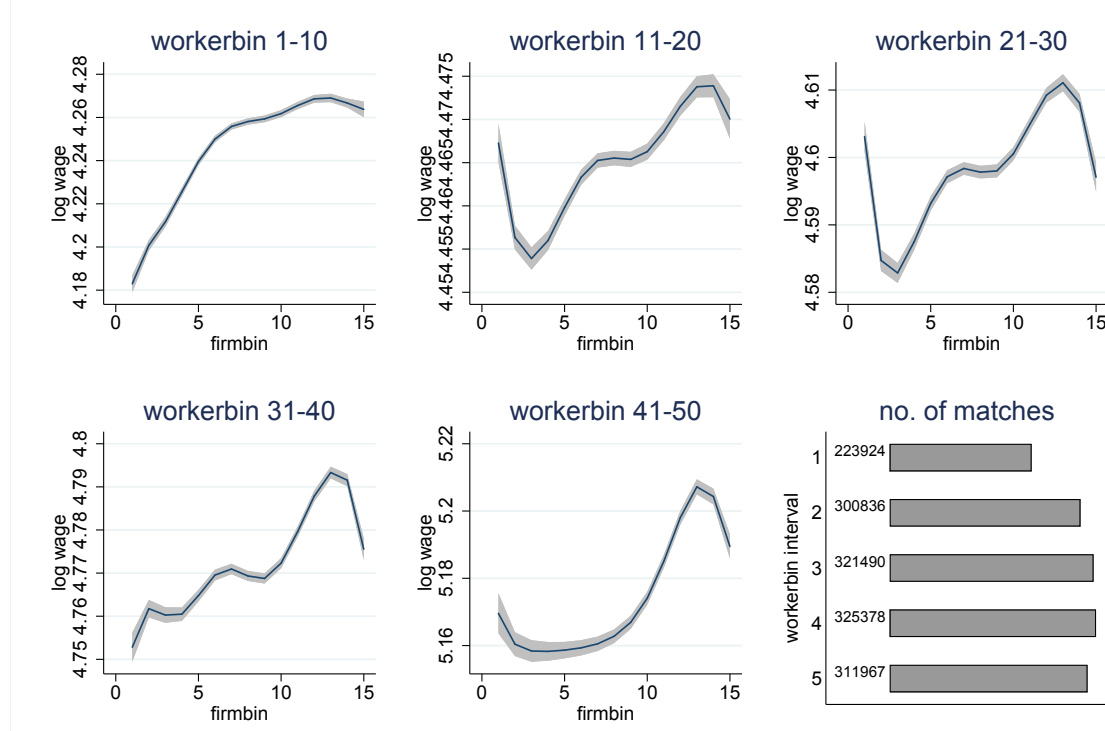 workerbin 1-10
log wage
4.18 4.2 4.22 4.24 4.26 4.28
0 5 10 15
firmbin
workerbin 11-20
log wage
4.454.4554.464.4654.474.475
0 5 10 15
firmbin
workerbin 21-30
log wage
4.58 4.59 4.6 4.61
0 5 10 15
firmbin
workerbin 31-40
log wage
4.75 4.76 4.77 4.78 4.79 4.8
0 5 10 15
firmbin
workerbin 41-50
log wage
5.16 5.18 5.2 5.22
0 5 10 15
firmbin
no. of matches
workerbin interval
1 223924
2 300836
3 321490
4 325378
5 311967